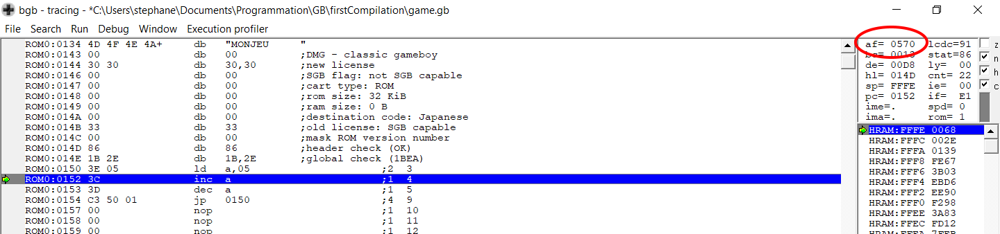 bgb - tracing - *C:\Users\stephane\Documents\Programmation\GB\firstCompilation\game.gb
File Search Run Debug Window Execution profiler
ROM0:0134 4D 4F 4E 4A+ db "MONJEU "
ROM0:0143 00 db 00 ;DMG - classic gameboy
ROM0:0144 30 30 db 30,30 ;new license
ROM0:0146 00 db 00 ;SGB flag: not SGB capable
ROM0:0147 00 db 00 ;cart type: ROM
ROM0:0148 00 db 00 ;rom size: 32 KiB
ROM0:0149 00 db 00 ;ram size: 0 B
ROM0:014A 00 db 00 ;destination code: Japanese
ROM0:014B 33 db 33 ;old license: SGB capable
ROM0:014C 00 db 00 ;mask ROM version number
ROM0:014D 86 db 86 ;header check (OK)
ROM0:014E 1B 2E db 1B,2E ;global check (1BEA)
ROM0:0150 3E 05 ld a,05 ;2 3
ROM0:0152 3C inc a ;1 4
ROM0:0153 3D dec a ;1 5
ROM0:0154 C3 50 01 jp 0150 ;4 9
ROM0:0157 00 nop ;1 10
ROM0:0158 00 nop ;1 11
ROM0:0159 00 nop ;1 12
af= 0570 lcdc=91 z
bc= 0013 stat=86 n
de= 00D8 ly= 00 h
hl= 014D cnt= 22 c
sp= FFFE ie= 00
pc= 0152 if= E1
ime=. spd= 0
ima=. rom= 1
HRAM:FFFE 0068
HRAM:FFFC 002E
HRAM:FFFA 0139
HRAM:FFF8 FE67
HRAM:FFF6 3B03
HRAM:FFF4 EBD6
HRAM:FFF2 EE90
HRAM:FFF0 F298
HRAM:FFEE 3A83
HRAM:FFEC FD12